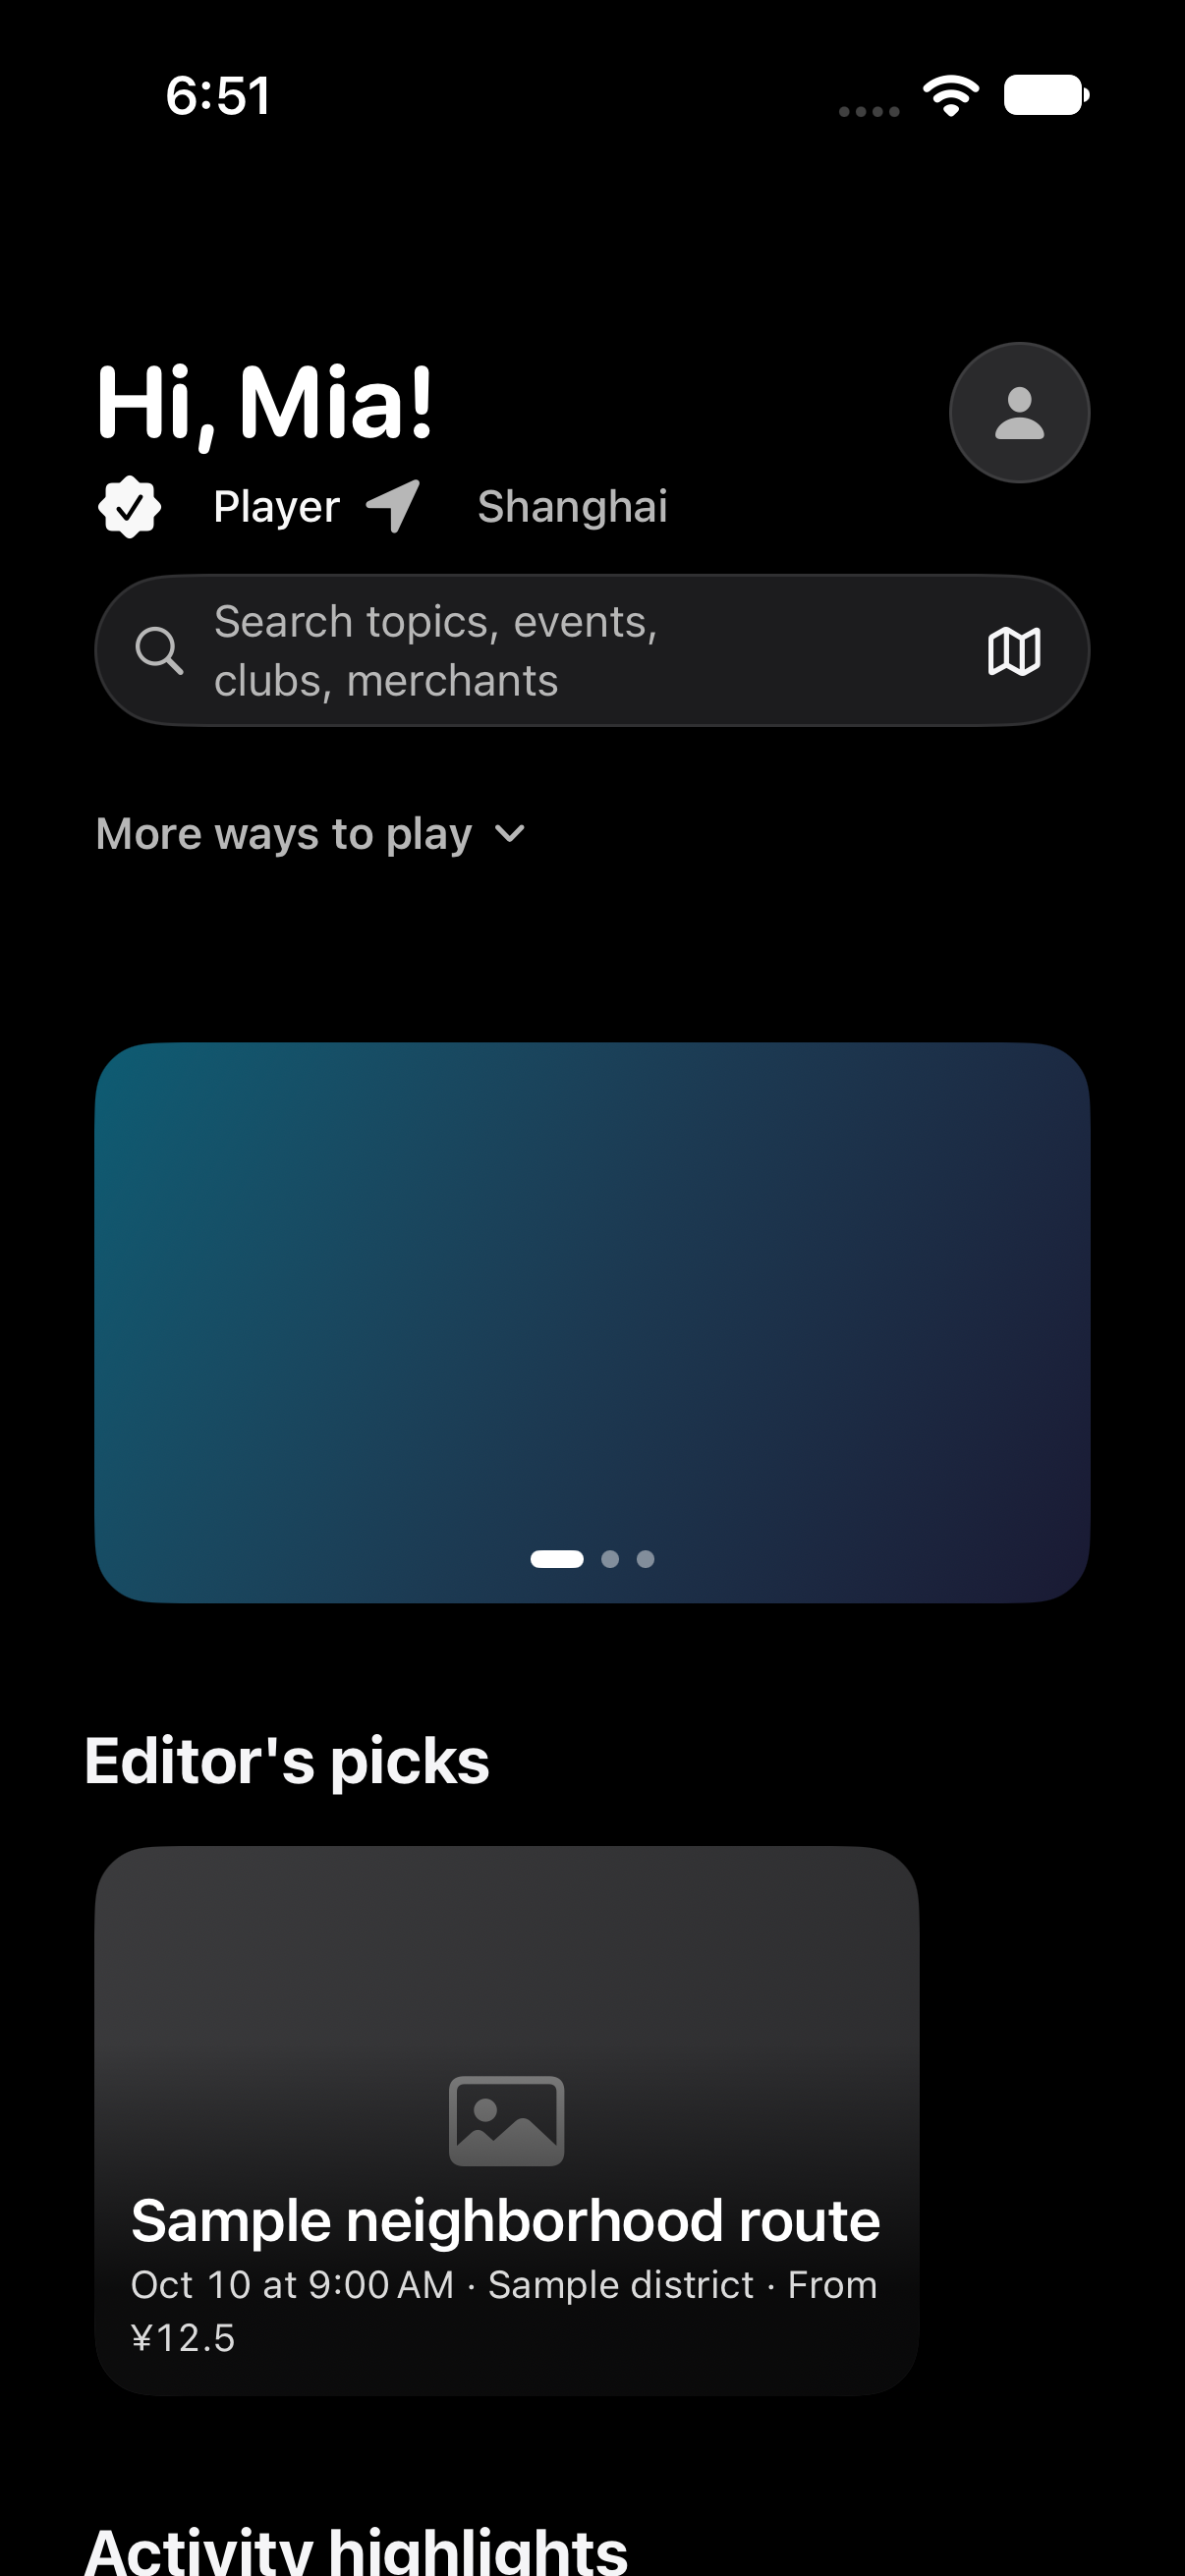 6:51
Hi, Mia!
Player Shanghai
Search topics, events,
clubs, merchants
More ways to play
Editor's picks
Sample neighborhood route
Oct 10 at 9:00 AM · Sample district · From
¥12.5
Activity highlights